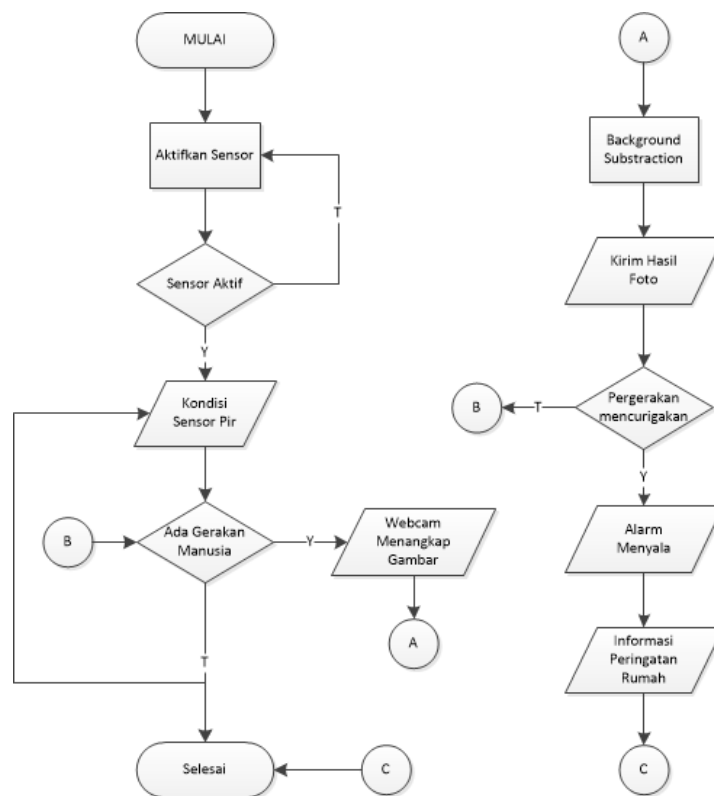 MULAI
Aktifkan Sensor
T
Sensor Aktif
Y
Kondisi
Sensor Pir
B
Ada Gerakan
Manusia
Y
Webcam
Menangkap
Gambar
A
T
Selesai
C
A
Background
Substraction
Kirim Hasil
Foto
B
T
Pergerakan
mencurigakan
Y
Alarm
Menyala
Informasi
Peringatan
Rumah
C